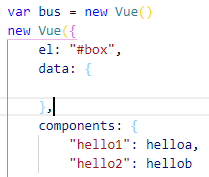 var bus = new Vue()
new Vue({
    el: "#box",
    data: {

    },
    components: {
        "hello1": helloa,
        "hello2": hellob